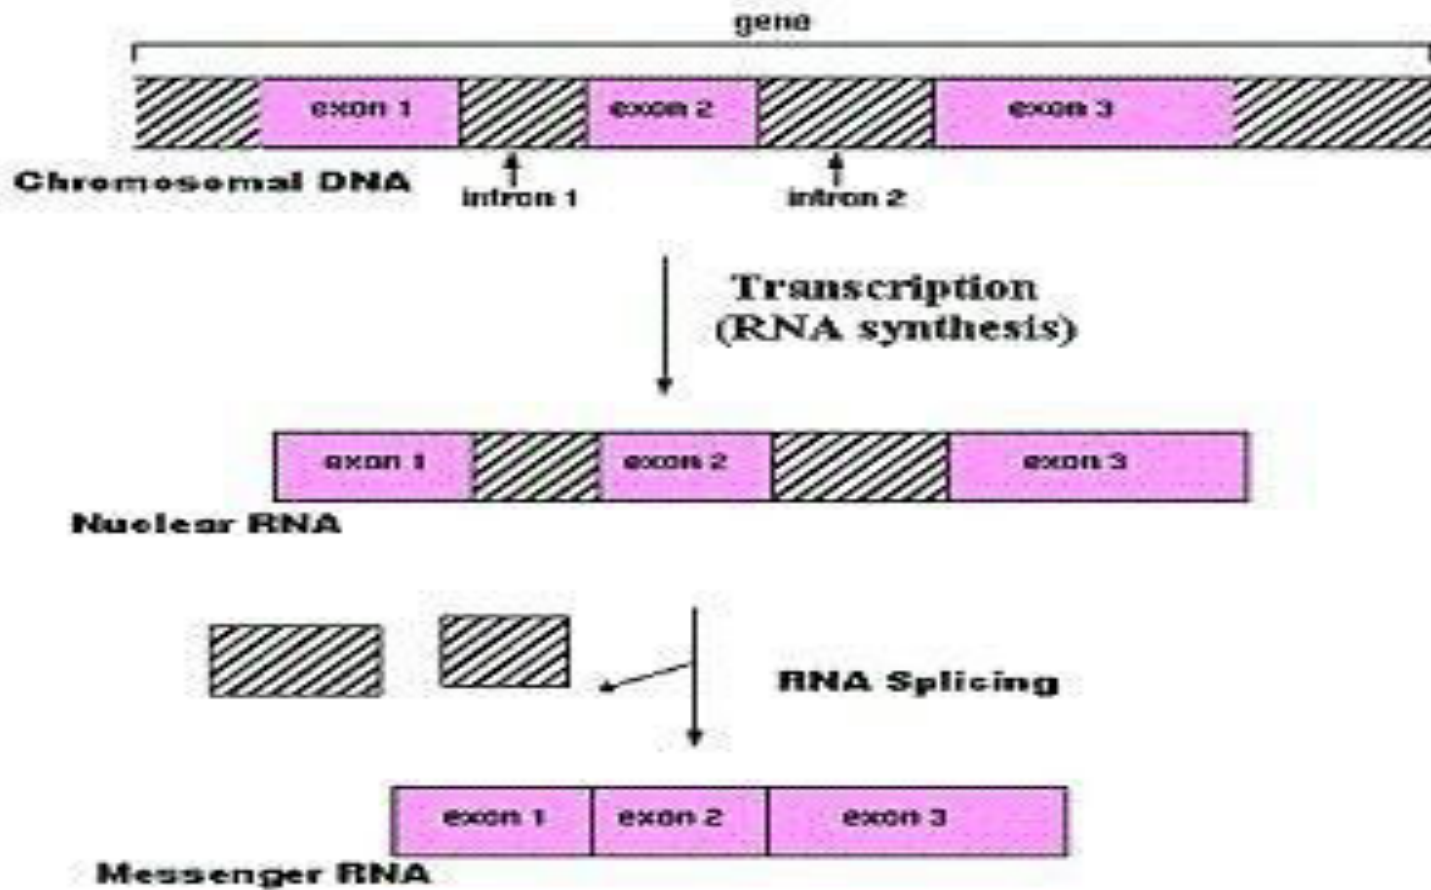 gene
exon 1
exon 2
exon 3
Chromosomal DNA
intron 1
intron 2
Transcription
(RNA synthesis)
exon 1
exon 2
exon 3
Nuclear RNA
RNA Splicing
exon 1
exon 2
exon 3
Messenger RNA